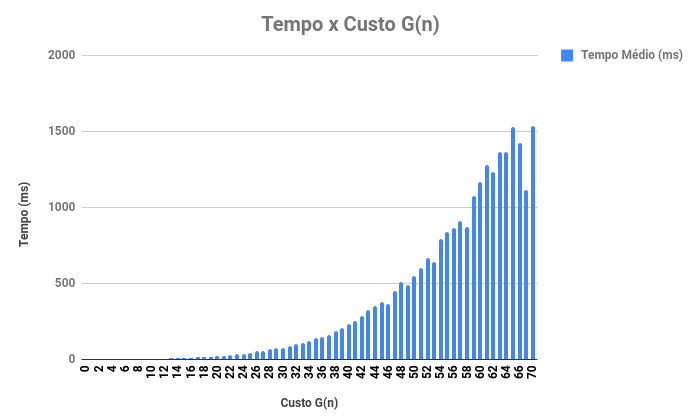 Tempo x Custo G(n)
Tempo Médio (ms)
Tempo (ms)
2000
1500
1000
500
0
0 2 4 6 8 10 12 14 16 18 20 22 24 26 28 30 32 34 36 38 40 42 44 46 48 50 52 54 56 58 60 62 64 66 70
Custo G(n)